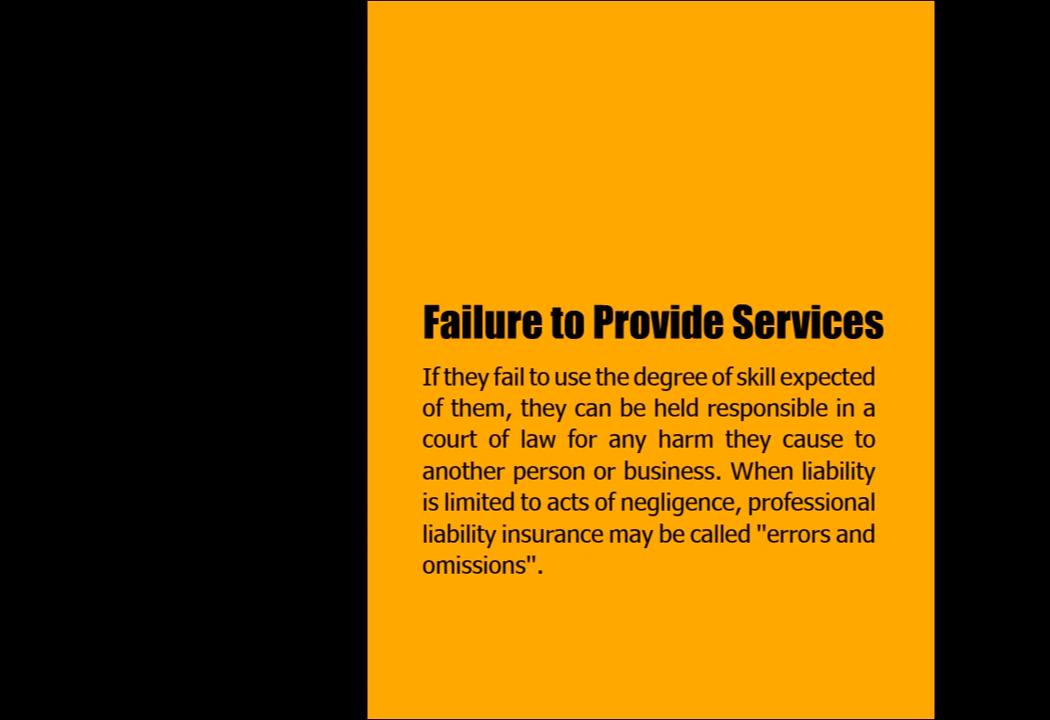 Failure to Provide Services
If they fail to use the degree of skill expected
of them, they can be held responsible in a
court of law for any harm they cause to
another person or business. When liability
is limited to acts of negligence, professional
liability insurance may be called "errors and
omissions".